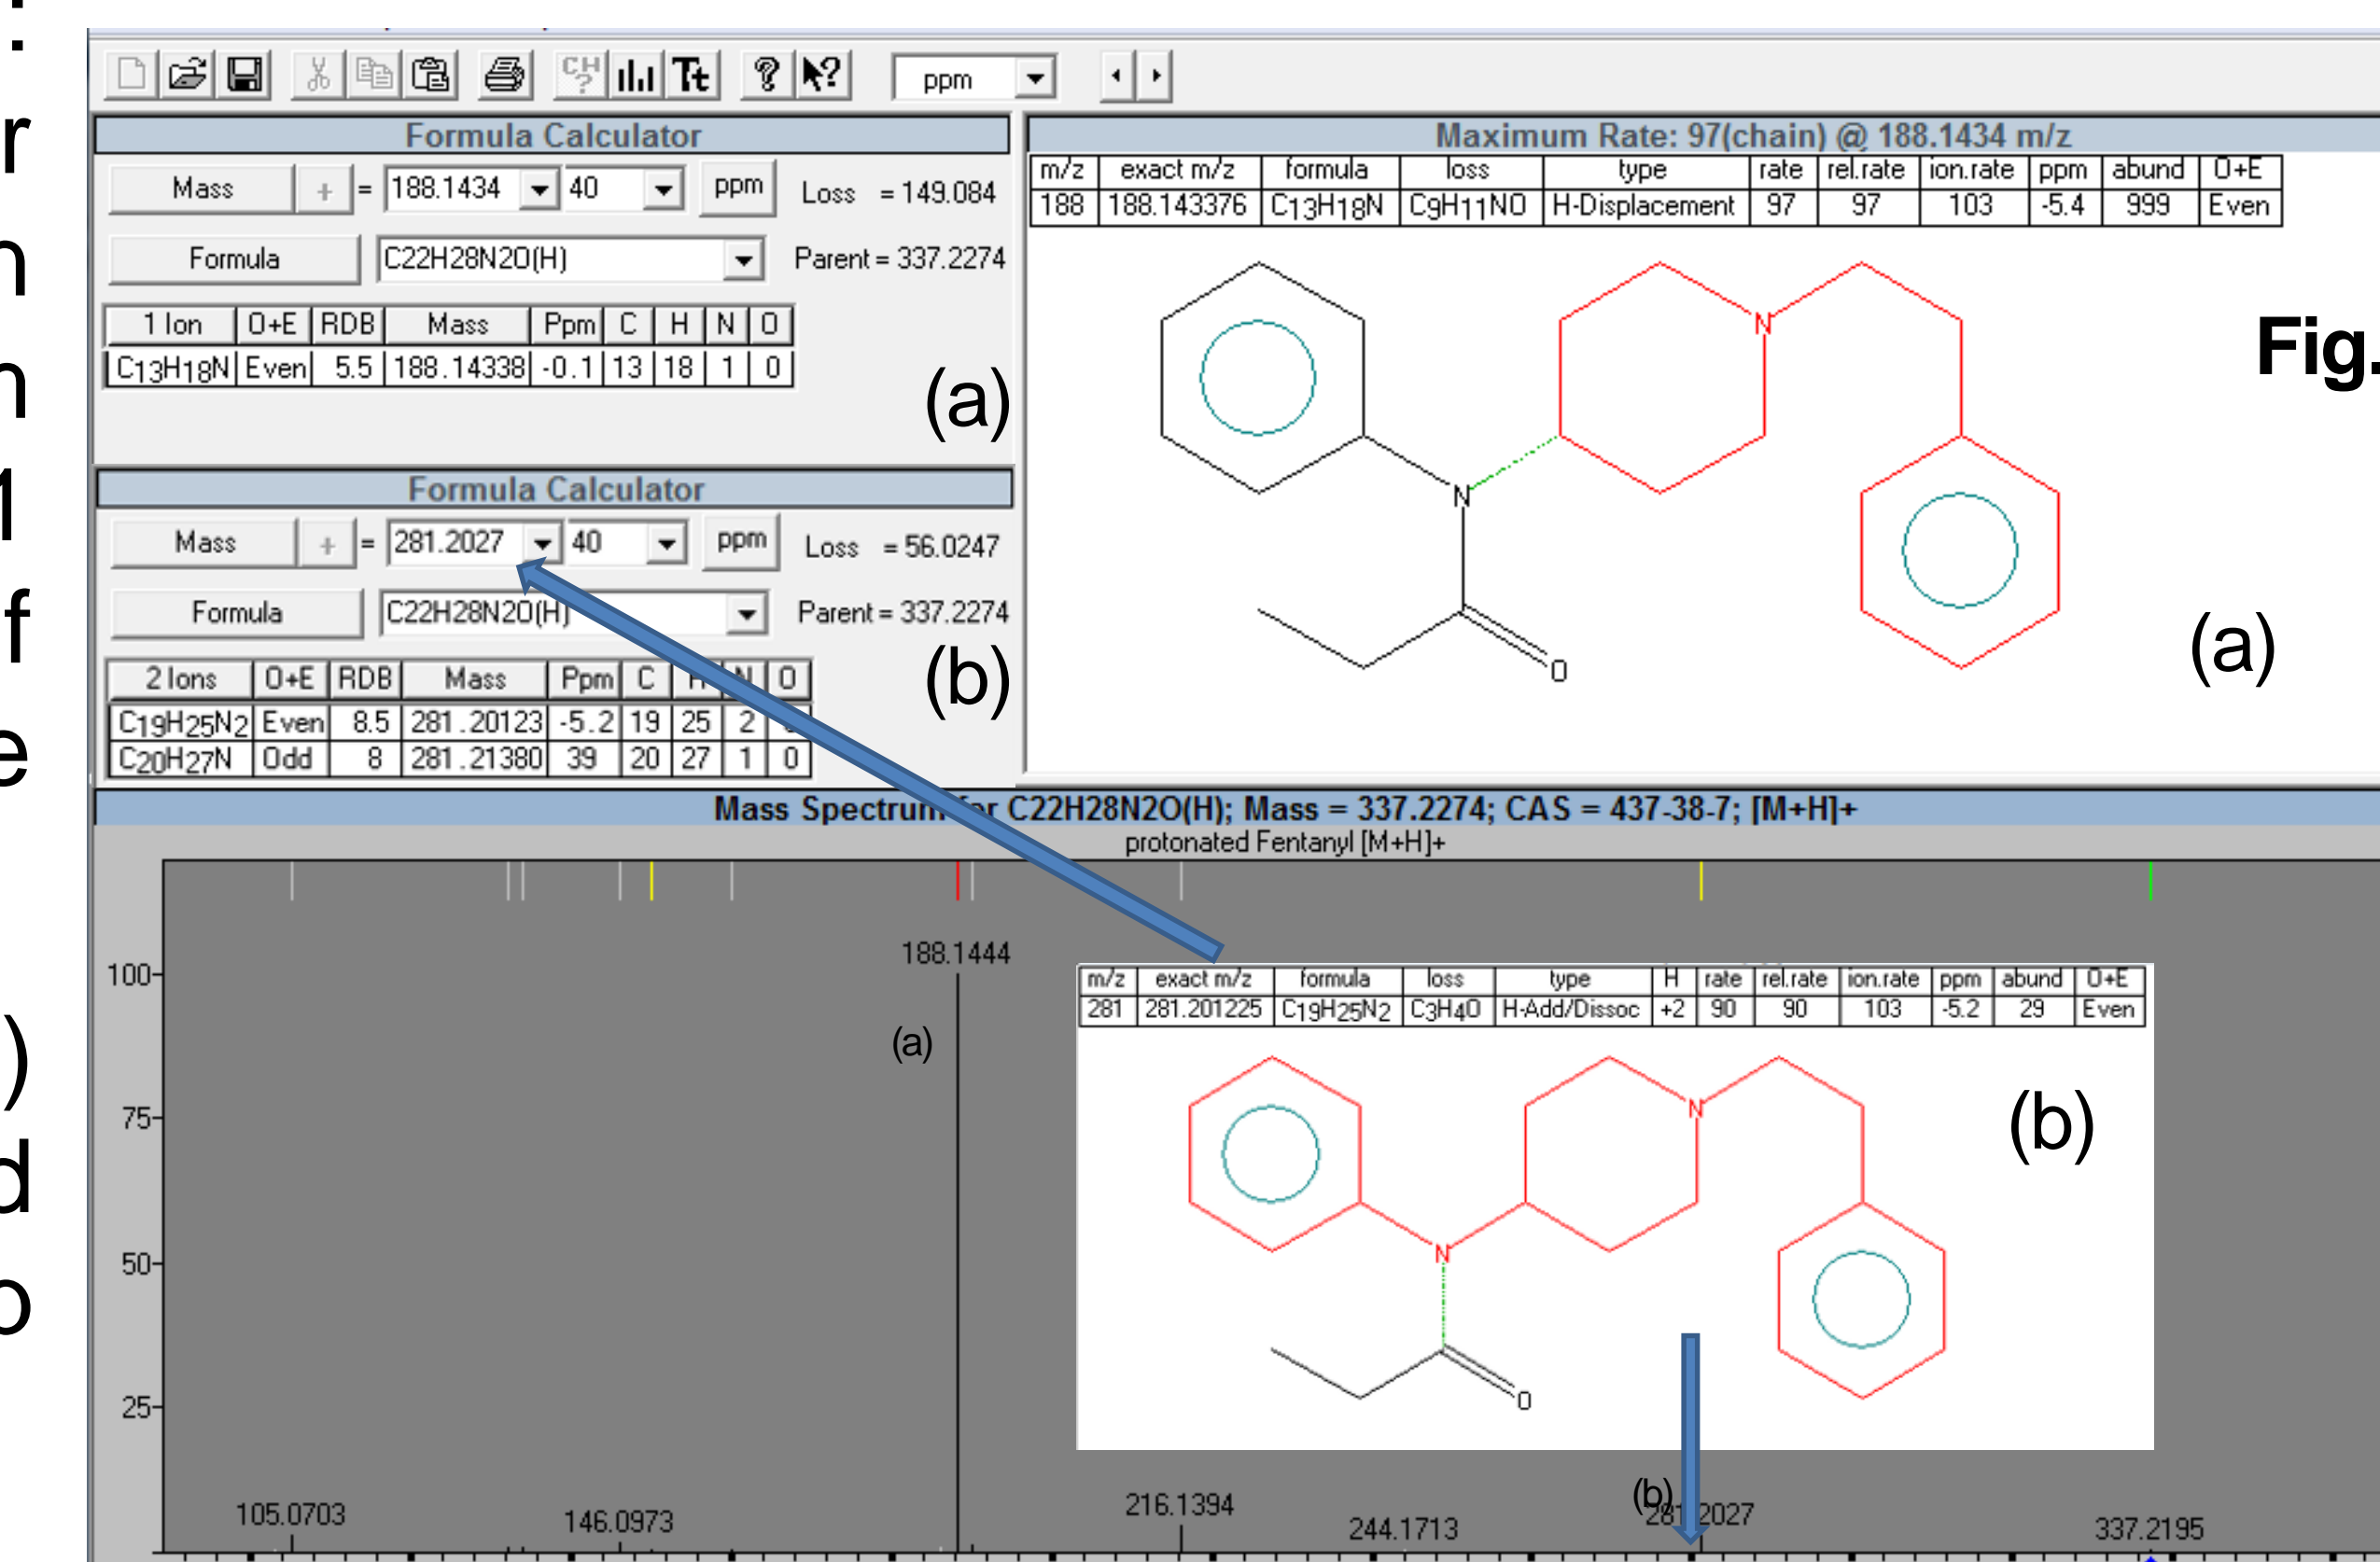 :
r
n
n
1
f
e
)
d
o
ppm
Formula Calculator
Mass + = 188.1434 40 ppm Loss = 149.084
Formula C22H28N2O(H) Parent = 337.2274
1 Ion O+E RDB Mass Ppm C H N O
C13H18N Even 5.5 188.14338 -0.1 13 18 1 0
(a)
Formula Calculator
Mass + = 281.2027 40 ppm Loss = 56.0247
Formula C22H28N2O(H) Parent = 337.2274
(b)
2 Ions O+E RDB Mass Ppm C H N O
C19H25N2 Even 8.5 281.20123 -5.2 19 25 2
C20H27N Odd 8 281.21380 39 20 27 1 0
Maximum Rate: 97(chain) @ 188.1434 m/z
m/z exact m/z formula loss type rate rel.rate ion.rate ppm abund O+E
188 188.143376 C13H18N C9H11NO H-Displacement 97 97 103 -5.4 999 Even
N
N
O
Fig.
(a)
Mass Spectrum for C22H28N2O(H); Mass = 337.2274; CAS = 437-38-7; [M+H]+
protonated Fentanyl [M+H]+
188.1444
(a)
100
75
50
25
m/z exact m/z formula loss type H rate rel.rate ion.rate ppm abund O+E
281 281.201225 C19H25N2 C3H4O H-Add/Dissoc +2 90 90 103 -5.2 29 Even
N
N
O
(b)
105.0703
146.0973
216.1394
244.1713
(b)
281.2027
337.2195